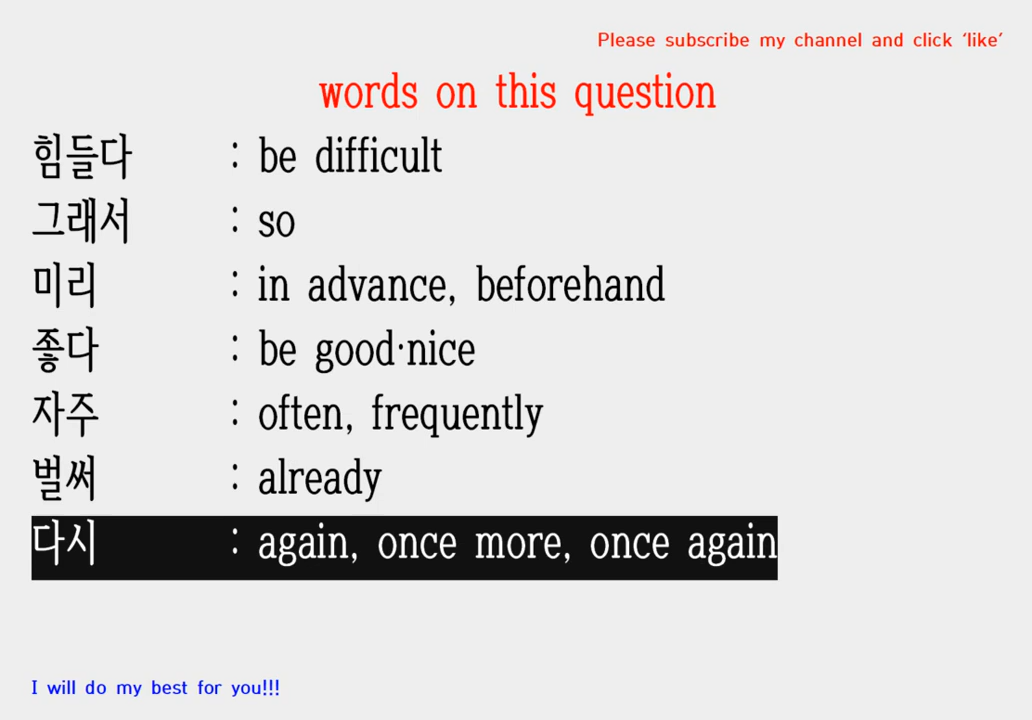 Please subscribe my channel and click ‘like’
words on this question
힘들다 : be difficult
그래서 : so
미리 : in advance, beforehand
좋다 : be good·nice
자주 : often, frequently
벌써 : already
다시 : again, once more, once again
I will do my best for you!!!